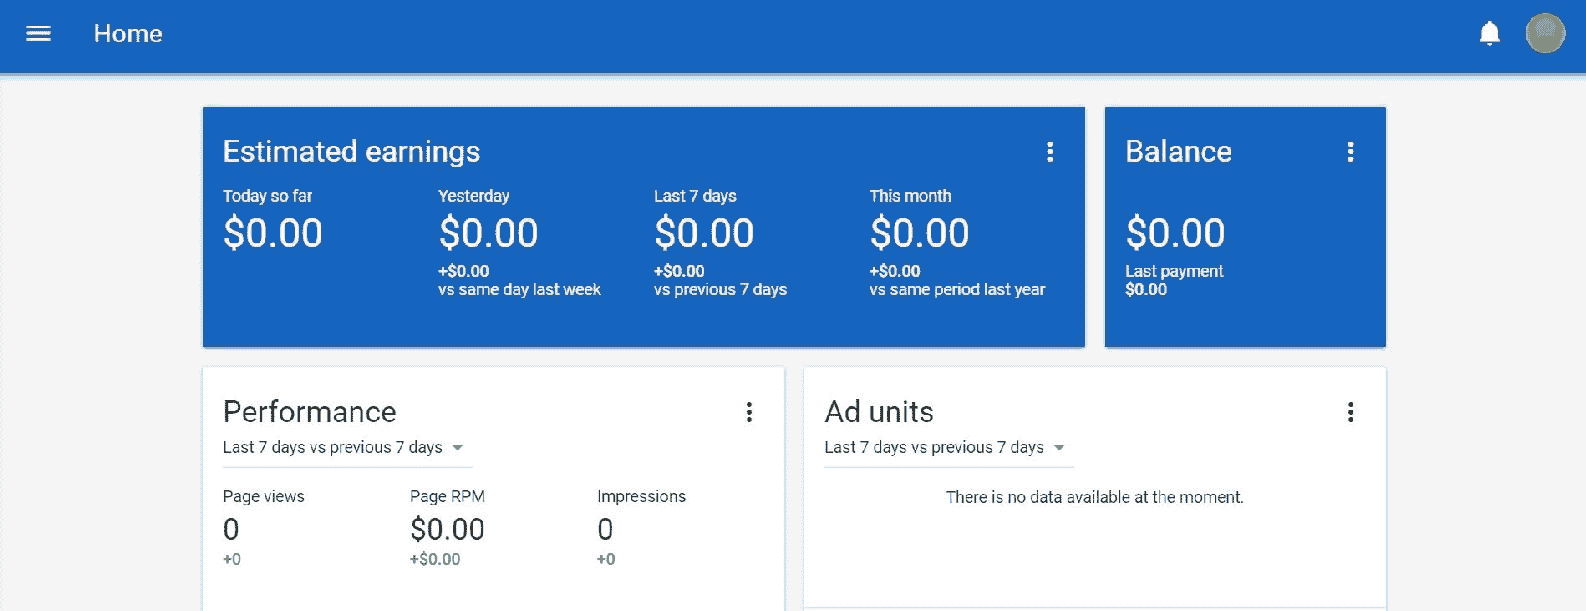 Home
Estimated earnings
Today so far
$0.00
Yesterday
$0.00
+$0.00
vs same day last week
Last 7 days
$0.00
+$0.00
vs previous 7 days
This month
$0.00
+$0.00
vs same period last year
Balance
$0.00
Last payment
$0.00
Performance
Last 7 days vs previous 7 days
Page views
0
+0
Page RPM
$0.00
+$0.00
Impressions
0
+0
Ad units
Last 7 days vs previous 7 days
There is no data available at the moment.